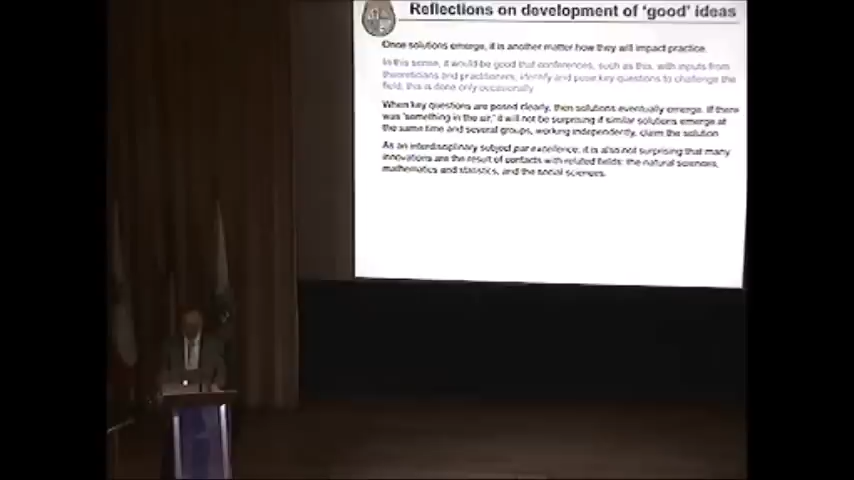 Reflections on development of 'good' ideas
Once solutions emerge, it is another matter how they will impact practice.
In this sense, it would be good that conferences, such as this, with inputs from
theoreticians and practitioners, identify and pose key questions to challenge the
field; this is done only occasionally
When key questions are posed clearly, then solutions eventually emerge. If there
was 'something in the air,' it will not be surprising if similar solutions emerge at
the same time and several groups, working independently, claim the solution
As an interdisciplinary subject par excellence, it is also not surprising that many
innovations are the result of contacts with related fields: the natural sciences,
mathematics and statistics, and the social sciences.